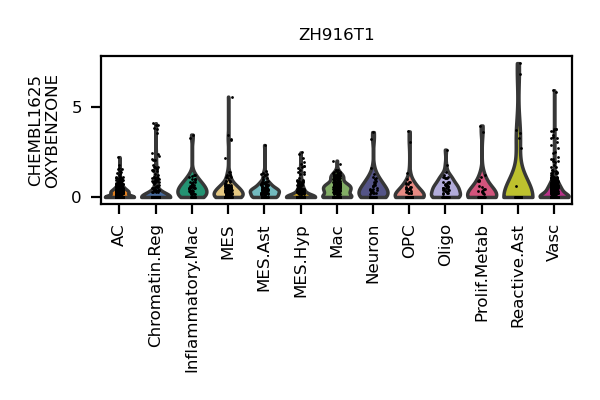 ZH916T1
CHEMBL1625
OXYBENZONE
5
0
AC
Chromatin.Reg
Inflammatory.Mac
MES
MES.Ast
MES.Hyp
Mac
Neuron
OPC
Oligo
Prolif.Metab
Reactive.Ast
Vasc